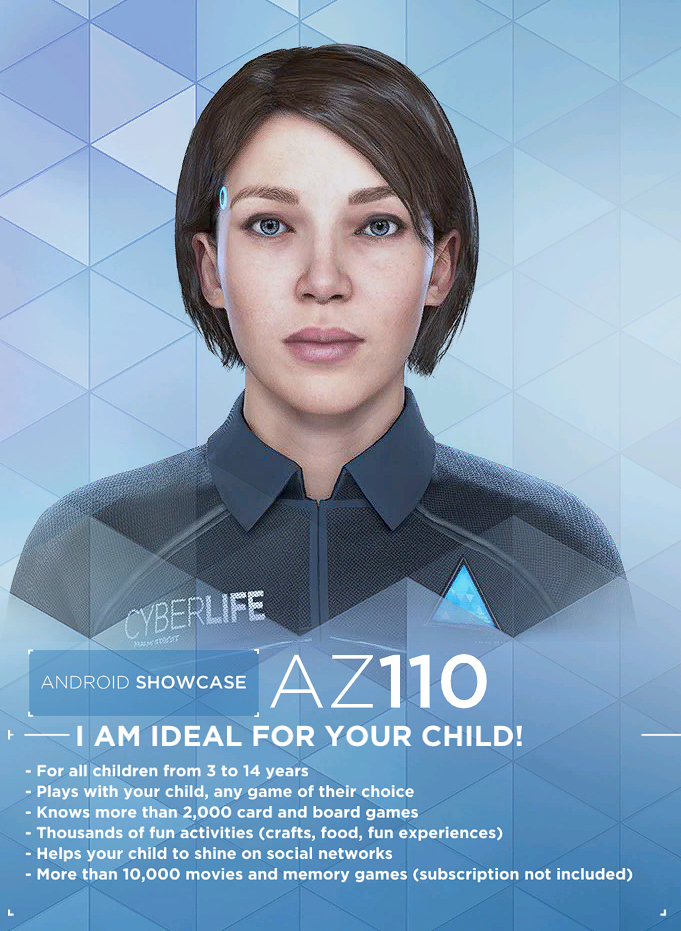 CYBERLIFE
ANDROID SHOWCASE AZ110
I AM IDEAL FOR YOUR CHILD!
- For all children from 3 to 14 years
- Plays with your child, any game of their choice
- Knows more than 2,000 card and board games
- Thousands of fun activities (crafts, food, fun experiences)
- Helps your child to shine on social networks
- More than 10,000 movies and memory games (subscription not included)